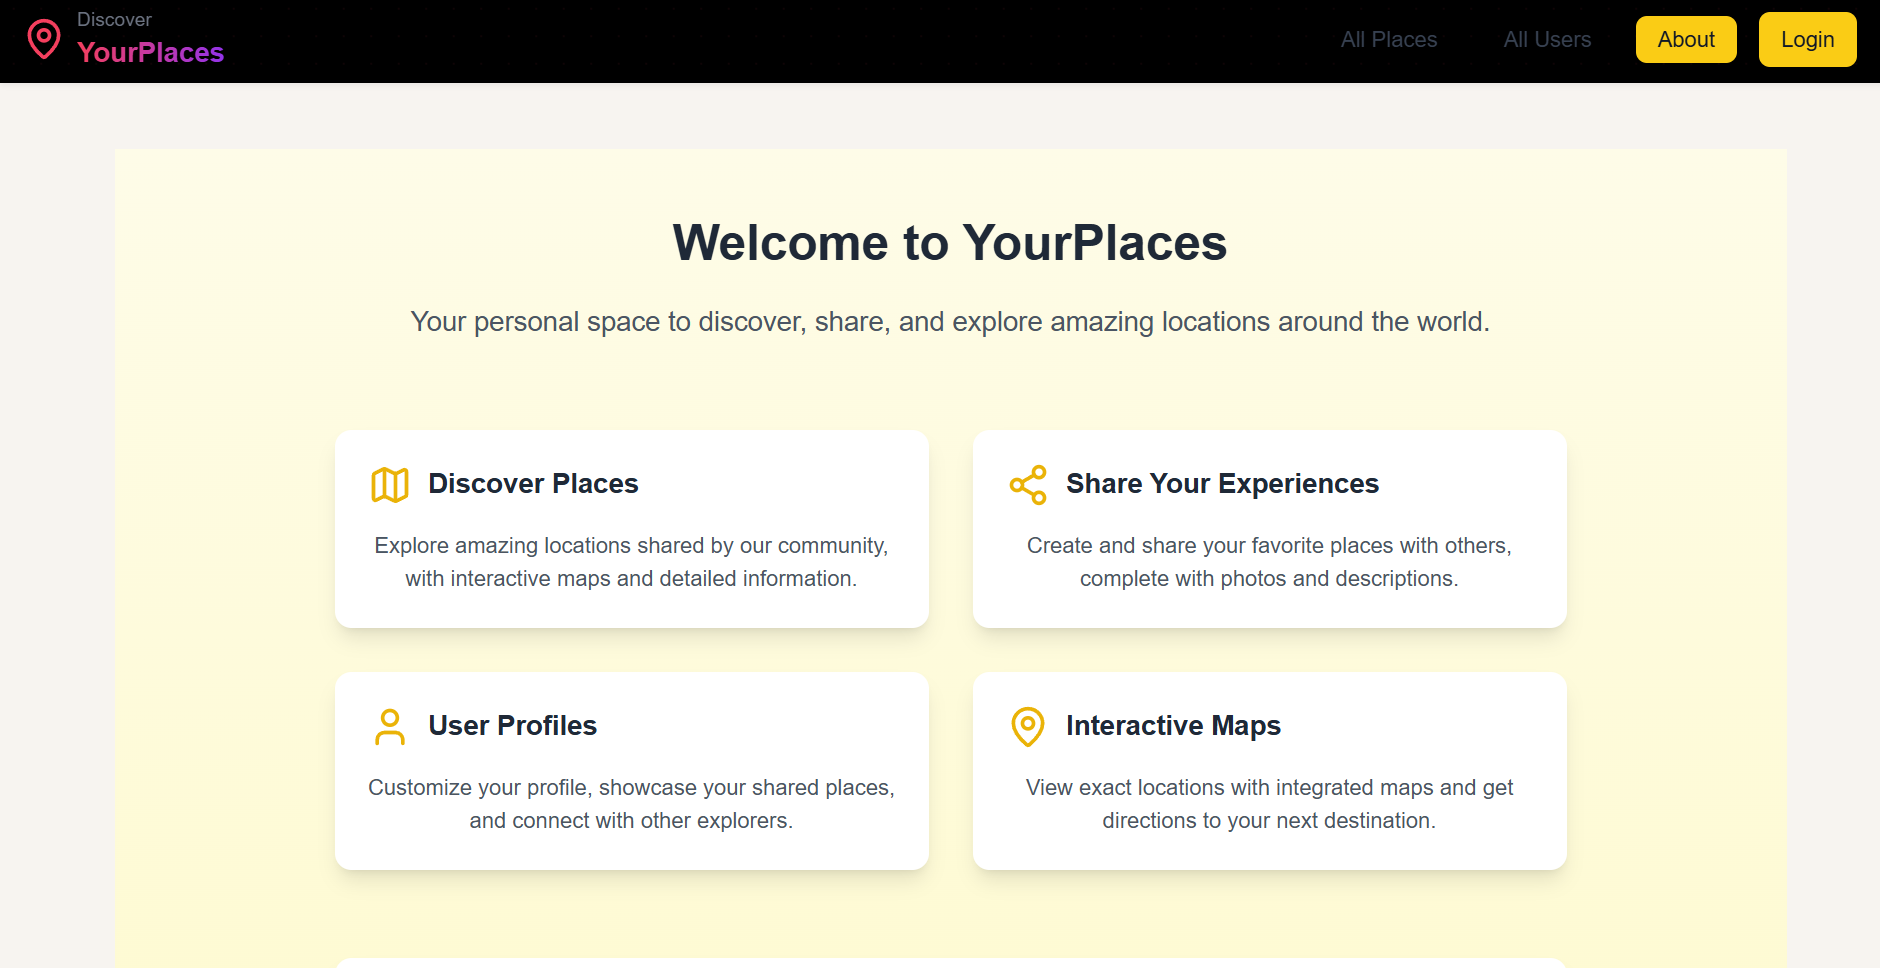 Discover
YourPlaces
All Places
All Users
About
Login
Welcome to YourPlaces
Your personal space to discover, share, and explore amazing locations around the world.
Discover Places
Explore amazing locations shared by our community,
with interactive maps and detailed information.
Share Your Experiences
Create and share your favorite places with others,
complete with photos and descriptions.
User Profiles
Customize your profile, showcase your shared places,
and connect with other explorers.
Interactive Maps
View exact locations with integrated maps and get
directions to your next destination.